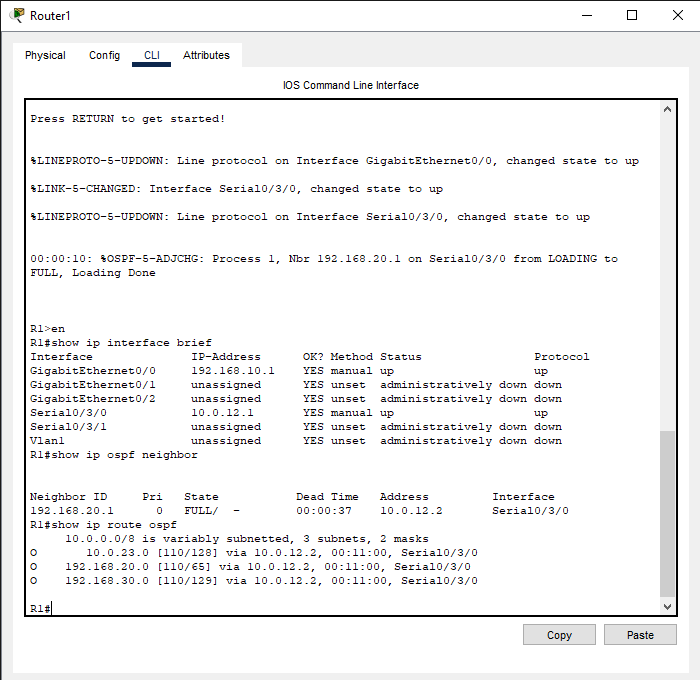 Router1
Physical Config CLI Attributes
IOS Command Line Interface
Press RETURN to get started!
%LINEPROTO-5-UPDOWN: Line protocol on Interface GigabitEthernet0/0, changed state to up
%LINK-5-CHANGED: Interface Serial0/3/0, changed state to up
%LINEPROTO-5-UPDOWN: Line protocol on Interface Serial0/3/0, changed state to up
00:00:10: %OSPF-5-ADJCHG: Process 1, Nbr 192.168.20.1 on Serial0/3/0 from LOADING to
FULL, Loading Done
R1>en
R1#show ip interface brief
Interface              IP-Address      OK? Method Status                Protocol
GigabitEthernet0/0     192.168.10.1    YES manual up                    up
GigabitEthernet0/1     unassigned      YES unset  administratively down down
GigabitEthernet0/2     unassigned      YES unset  administratively down down
Serial0/3/0            10.0.12.1       YES manual up                    up
Serial0/3/1            unassigned      YES unset  administratively down down
Vlan1                  unassigned      YES unset  administratively down down
R1#show ip ospf neighbor
Neighbor ID     Pri   State           Dead Time   Address         Interface
192.168.20.1      0   FULL/  -        00:00:37    10.0.12.2       Serial0/3/0
R1#show ip route ospf
     10.0.0.0/8 is variably subnetted, 3 subnets, 2 masks
O       10.0.23.0 [110/128] via 10.0.12.2, 00:11:00, Serial0/3/0
O    192.168.20.0 [110/65] via 10.0.12.2, 00:11:00, Serial0/3/0
O    192.168.30.0 [110/129] via 10.0.12.2, 00:11:00, Serial0/3/0
R1#
Copy Paste